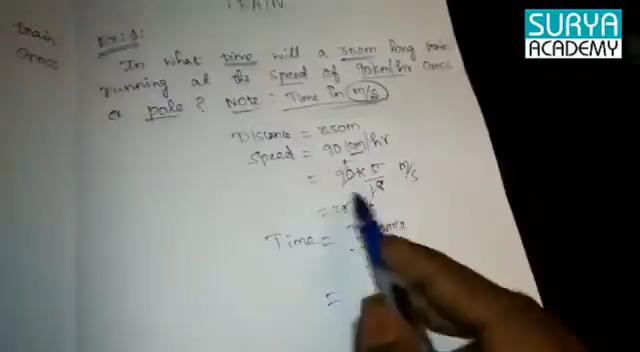 TRAIN
Train
Cross
Ex:1:
In what time will a 350m long train
running at the speed of 90km/hr cross
a pole? Note: Time in m/s
Distance = 350m
Speed = 90 km/hr
= 90 × 5/18 m/s
=
Time =
=
SURYA
ACADEMY